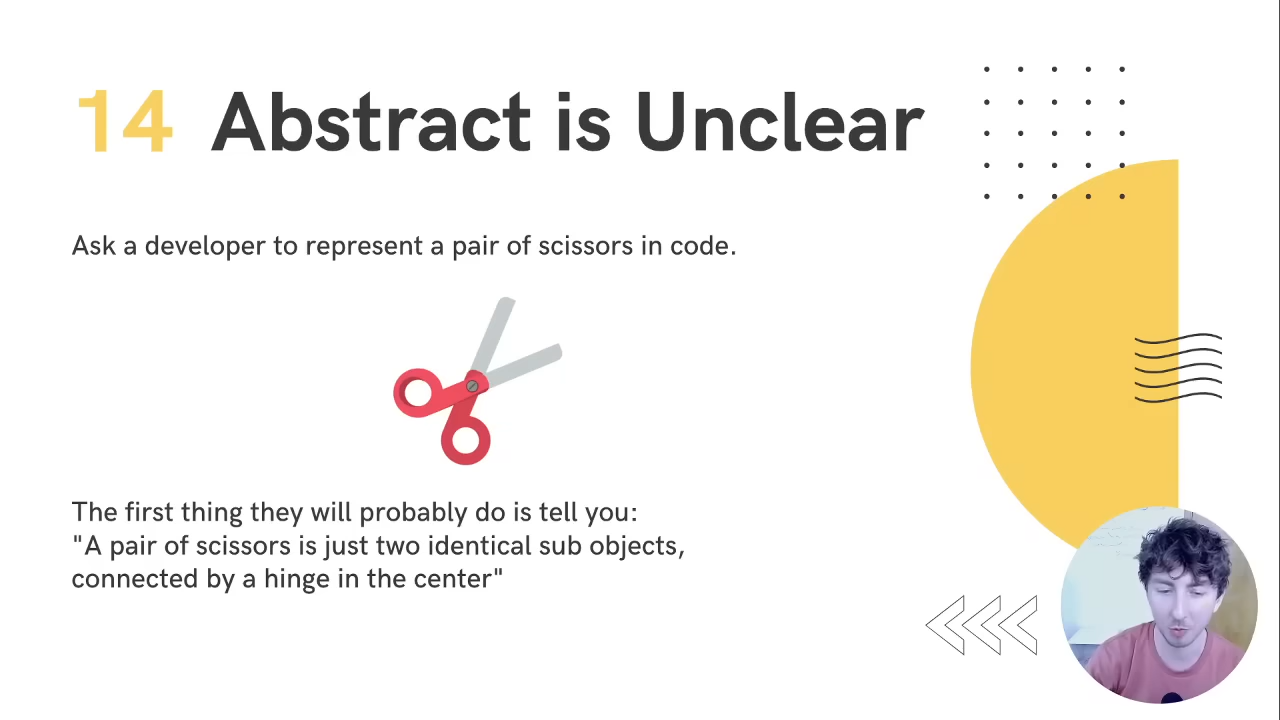 14 Abstract is Unclear
Ask a developer to represent a pair of scissors in code.
The first thing they will probably do is tell you:
"A pair of scissors is just two identical sub objects,
connected by a hinge in the center"